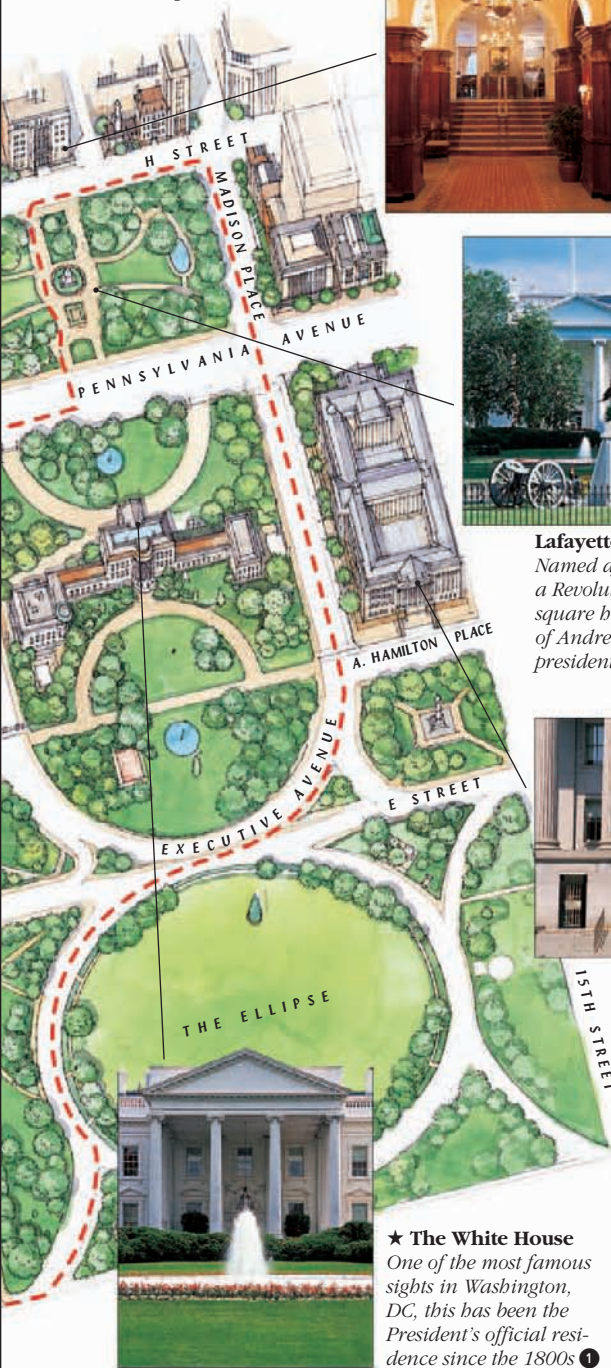 H STREET
MADISON PLACE
PENNSYLVANIA AVENUE
Lafayett
Named a
a Revolu
square b
of Andre
president
A. HAMILTON PLACE
EXECUTIVE AVENUE
E STREET
15TH STREET
THE ELLIPSE
★ The White House
One of the most famous
sights in Washington,
DC, this has been the
President's official resi-
dence since the 1800s 1